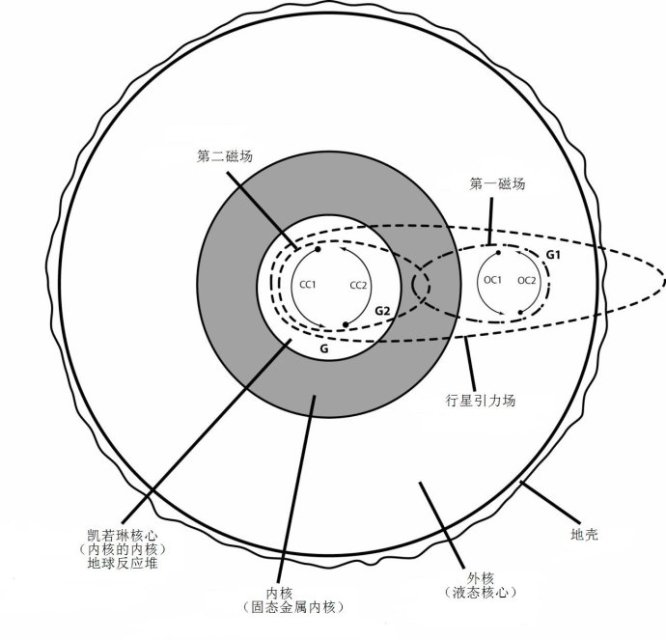 第二磁场
第一磁场
G1
CC1
CC2
OC1
OC2
G2
G
行星引力场
凯若琳核心
（内核的内核）
地球反应堆
地壳
外核
（液态核心）
内核
（固态金属内核）